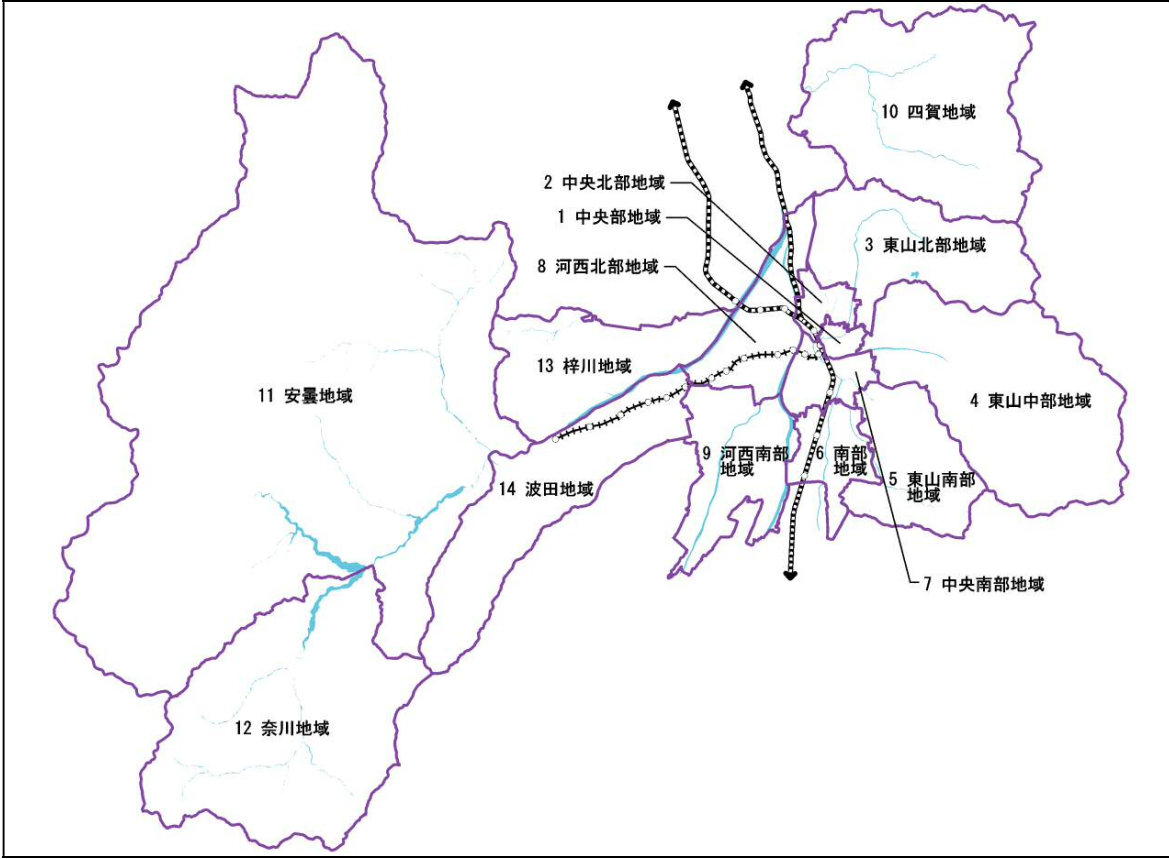 10 四賀地域
2 中央北部地域
1 中央部地域
3 東山北部地域
8 河西北部地域
13 梓川地域
11 安曇地域
4 東山中部地域
9 河西南部
地域
6 南部
地域
5 東山南部
地域
14 波田地域
7 中央南部地域
12 奈川地域